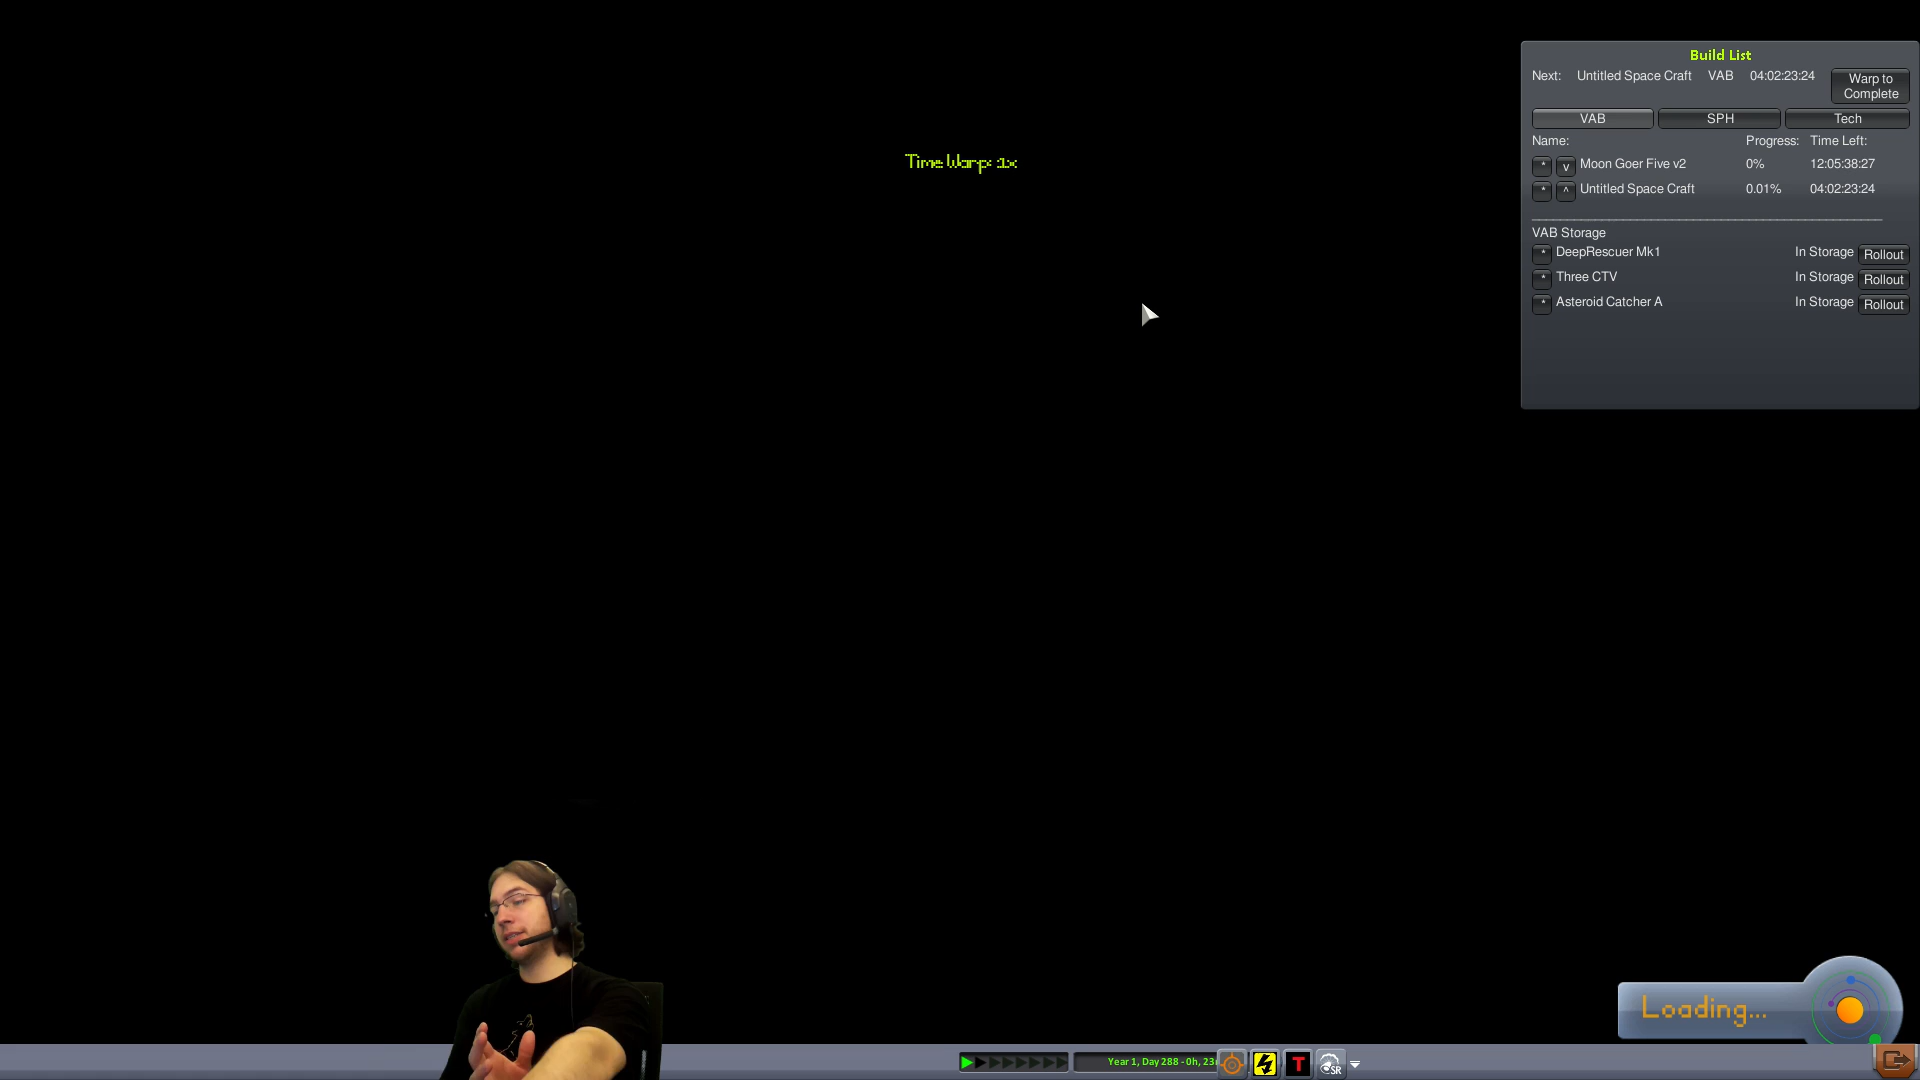 Build List
Next: Untitled Space Craft VAB 04:02:23:24 Warp to Complete
VAB SPH Tech
Name: Progress: Time Left:
* v Moon Goer Five v2 0% 12:05:38:27
* ^ Untitled Space Craft 0.01% 04:02:23:24
VAB Storage
* DeepRescuer Mk1 In Storage Rollout
* Three CTV In Storage Rollout
* Asteroid Catcher A In Storage Rollout
Time Warp: 1x
Loading...
Year 1, Day 288 - 0h, 23
T
SR